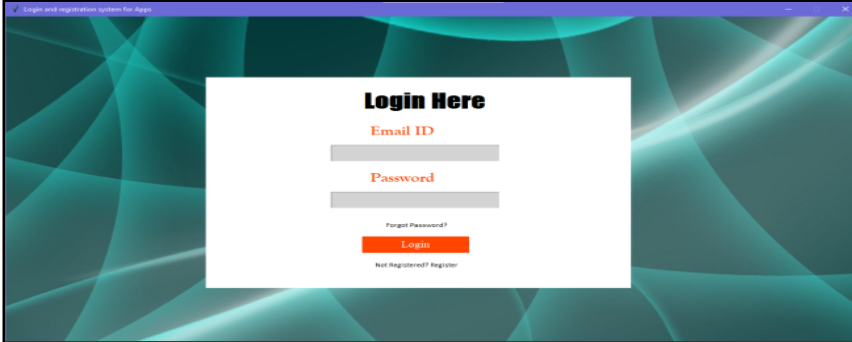 Login and registration system for Apps
Login Here
Email ID
Password
Forgot Password?
Login
Not Registered? Register